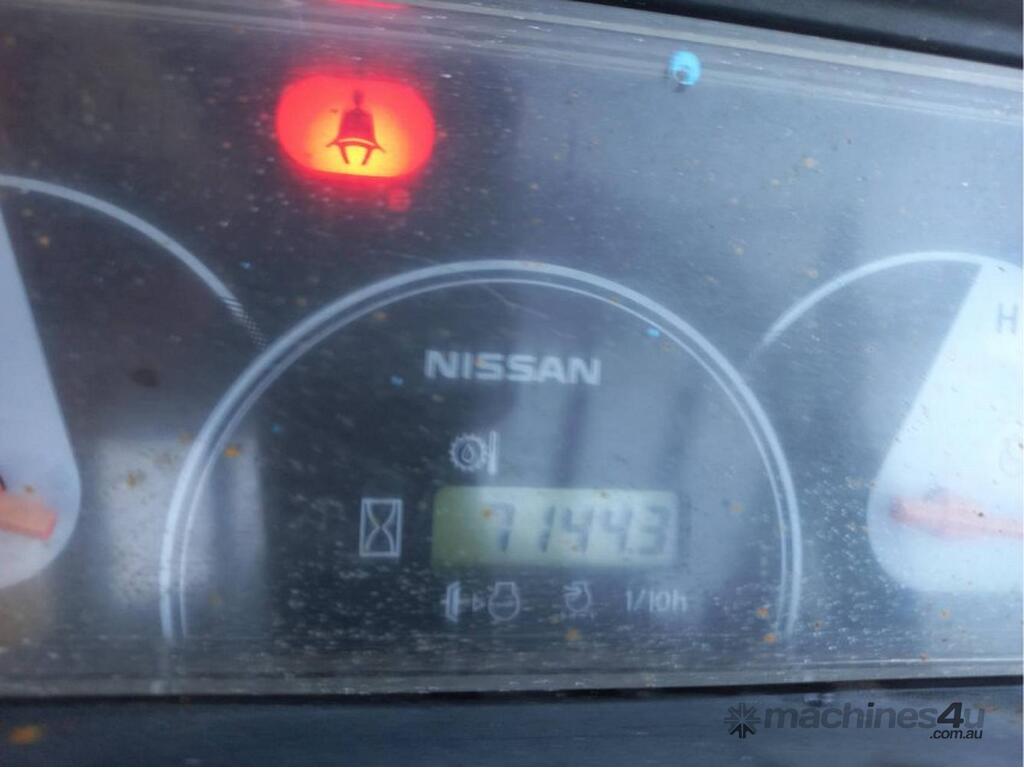 NISSAN
H
7144.3
1/10h
machines4u
.com.au